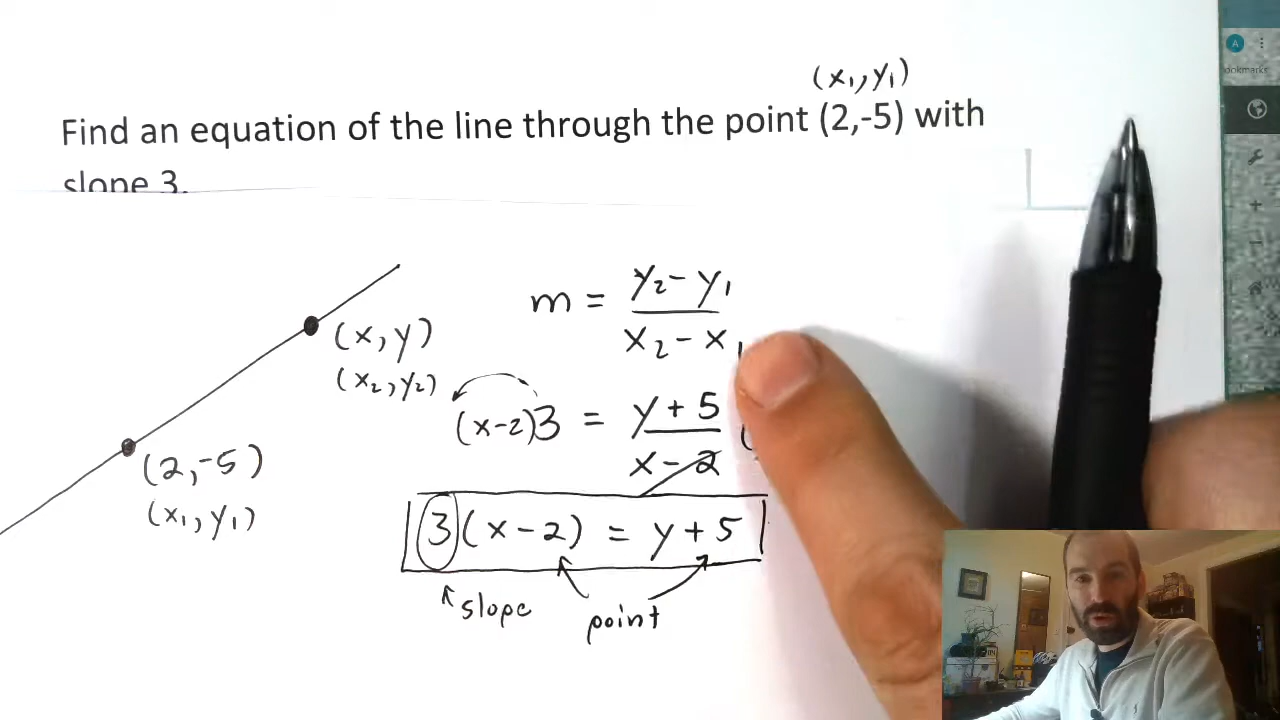 (x₁,y₁)
Find an equation of the line through the point (2,-5) with
slope 3.
m = y₂-y₁ / x₂-x₁
(x,y)
(x₂,y₂)
(x-2)3 = y+5 / x-2
(2,-5)
(x₁,y₁)
3(x-2) = y+5
slope point
A
okmarks